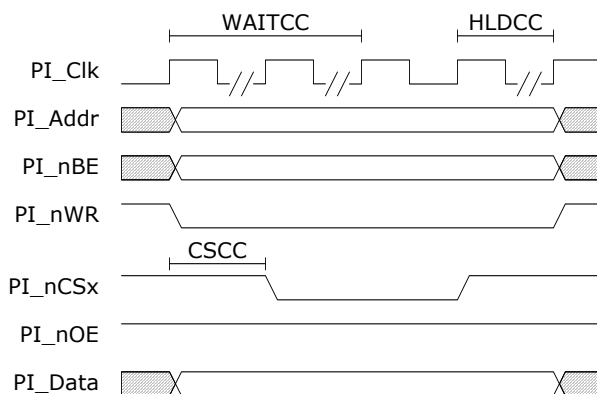 WAITCC HLDCC
PI_Clk
PI_Addr
PI_nBE
PI_nWR
CSCC
PI_nCSx
PI_nOE
PI_Data